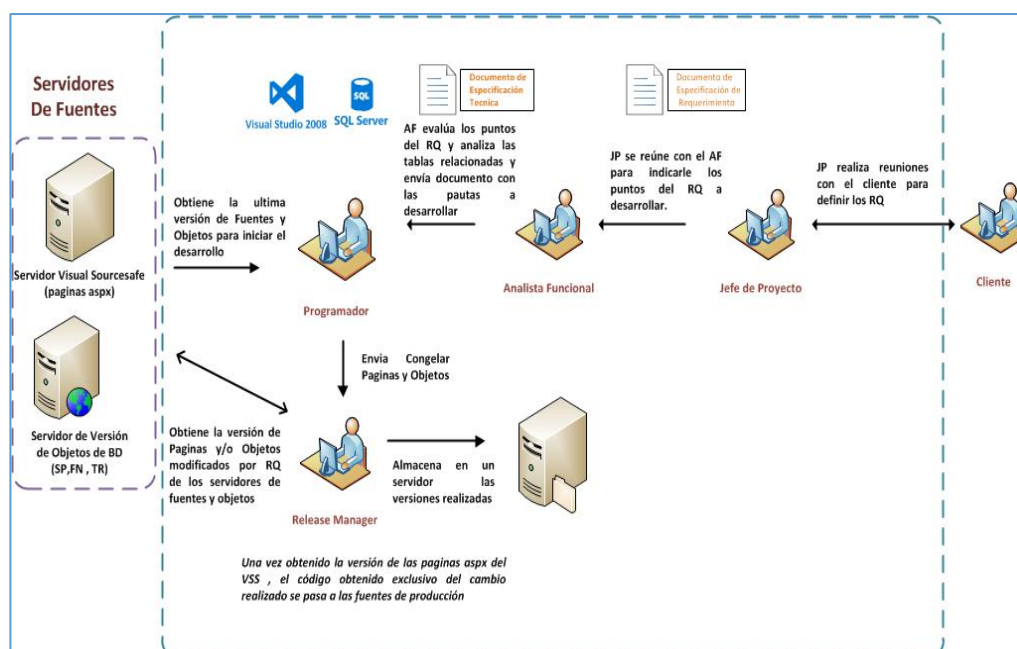 Servidores
De Fuentes
Servidor Visual Sourcesafe
(paginas aspx)
Servidor de Versión
de Objetos de BD
(SP,FN , TR)
Visual Studio 2008
SQL
SQL Server
Documento de
Especificación
Tecnica
Documento de
Especificación de
Requerimiento
Obtiene la ultima
versión de Fuentes y
Objetos para iniciar el
desarrollo
AF evalúa los puntos
del RQ y analiza las
tablas relacionadas y
envía documento con
las pautas a
desarrollar
JP se reúne con el AF
para indicarle los
puntos del RQ a
desarrollar.
JP realiza reuniones
con el cliente para
definir los RQ
Programador
Analista Funcional
Jefe de Proyecto
Cliente
Envia Congelar
Paginas y Objetos
Obtiene la versión de
Paginas y/o Objetos
modificados por RQ
de los servidores de
fuentes y objetos
Release Manager
Almacena en un
servidor las
versiones realizadas
Una vez obtenido la versión de las paginas aspx del
VSS , el código obtenido exclusivo del cambio
realizado se pasa a las fuentes de producción